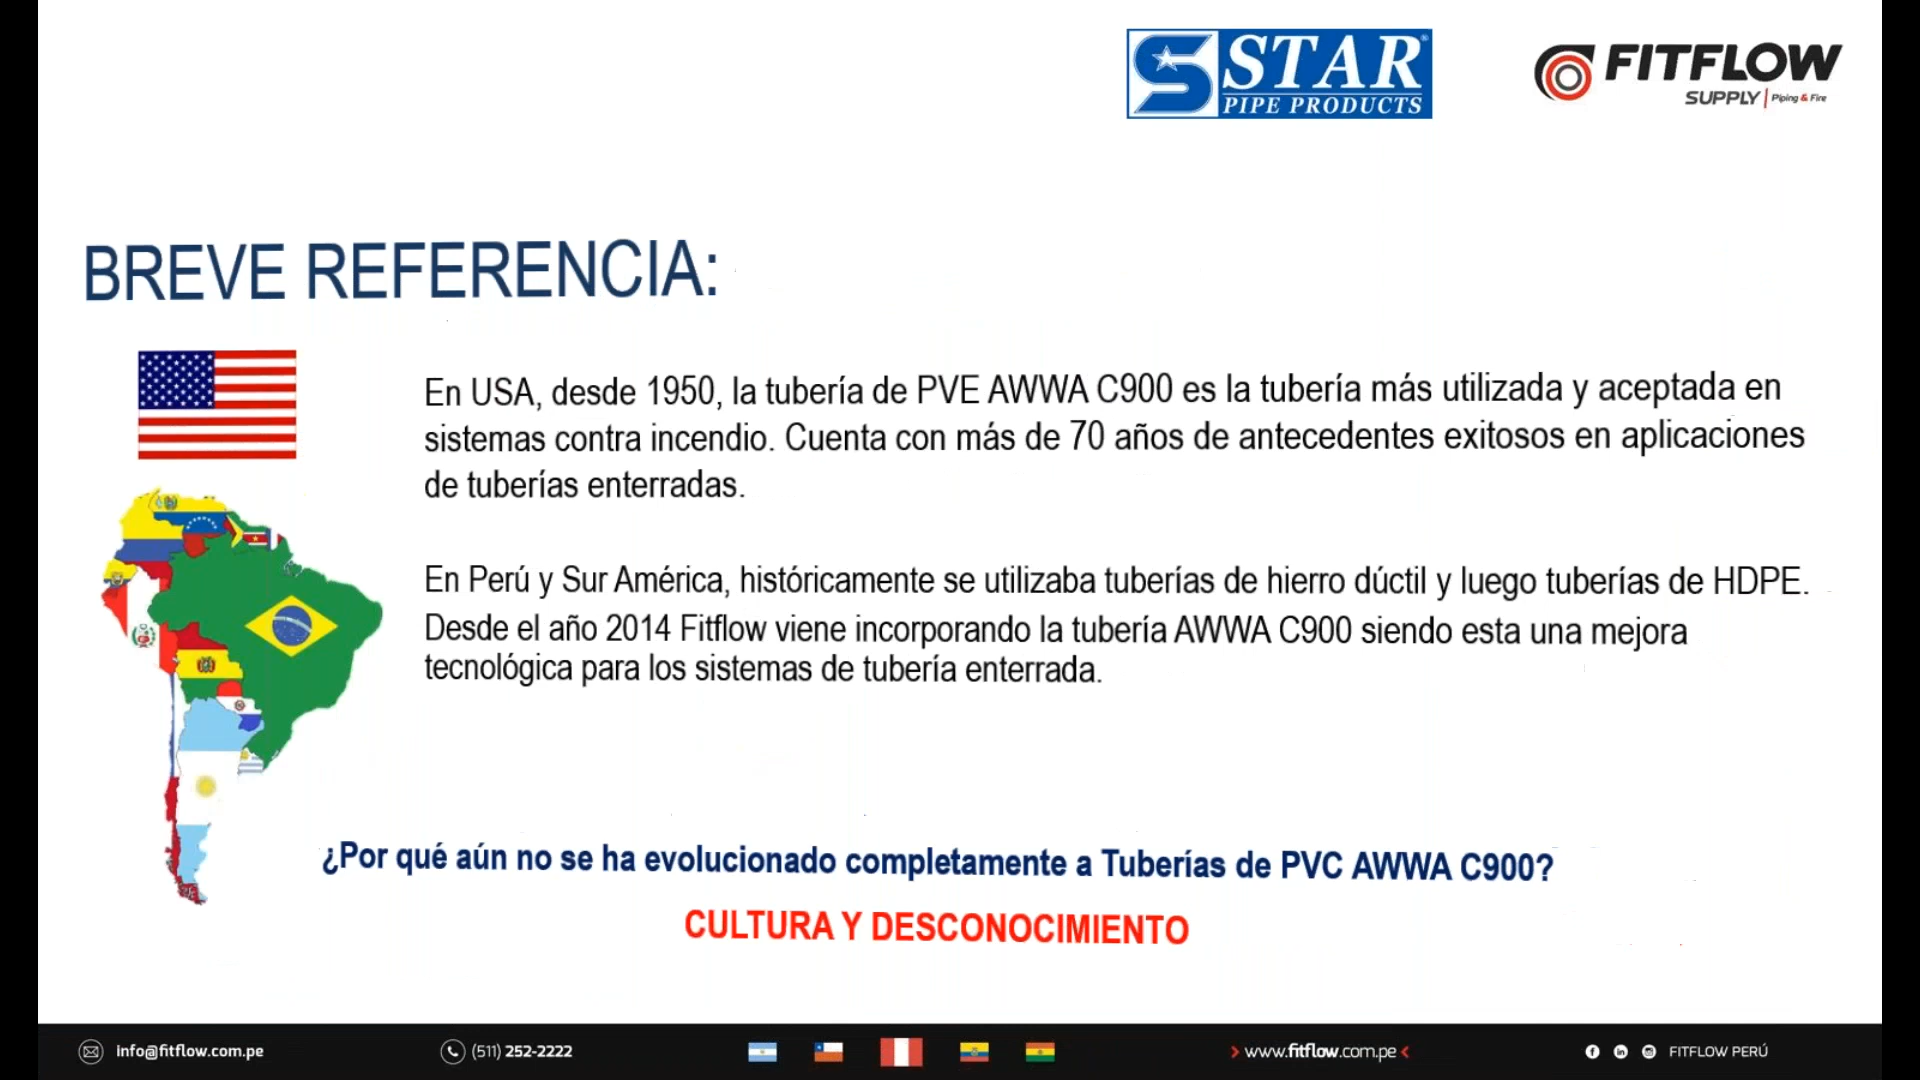 STAR
PIPE PRODUCTS
FITFLOW
SUPPLY | Piping & Fire
BREVE REFERENCIA:
En USA, desde 1950, la tubería de PVE AWWA C900 es la tubería más utilizada y aceptada en
sistemas contra incendio. Cuenta con más de 70 años de antecedentes exitosos en aplicaciones
de tuberías enterradas.
En Perú y Sur América, históricamente se utilizaba tuberías de hierro dúctil y luego tuberías de HDPE.
Desde el año 2014 Fitflow viene incorporando la tubería AWWA C900 siendo esta una mejora
tecnológica para los sistemas de tubería enterrada.
¿Por qué aún no se ha evolucionado completamente a Tuberías de PVC AWWA C900?
CULTURA Y DESCONOCIMIENTO
info@fitflow.com.pe
(511) 252-2222
www.fitflow.com.pe
FITFLOW PERÚ